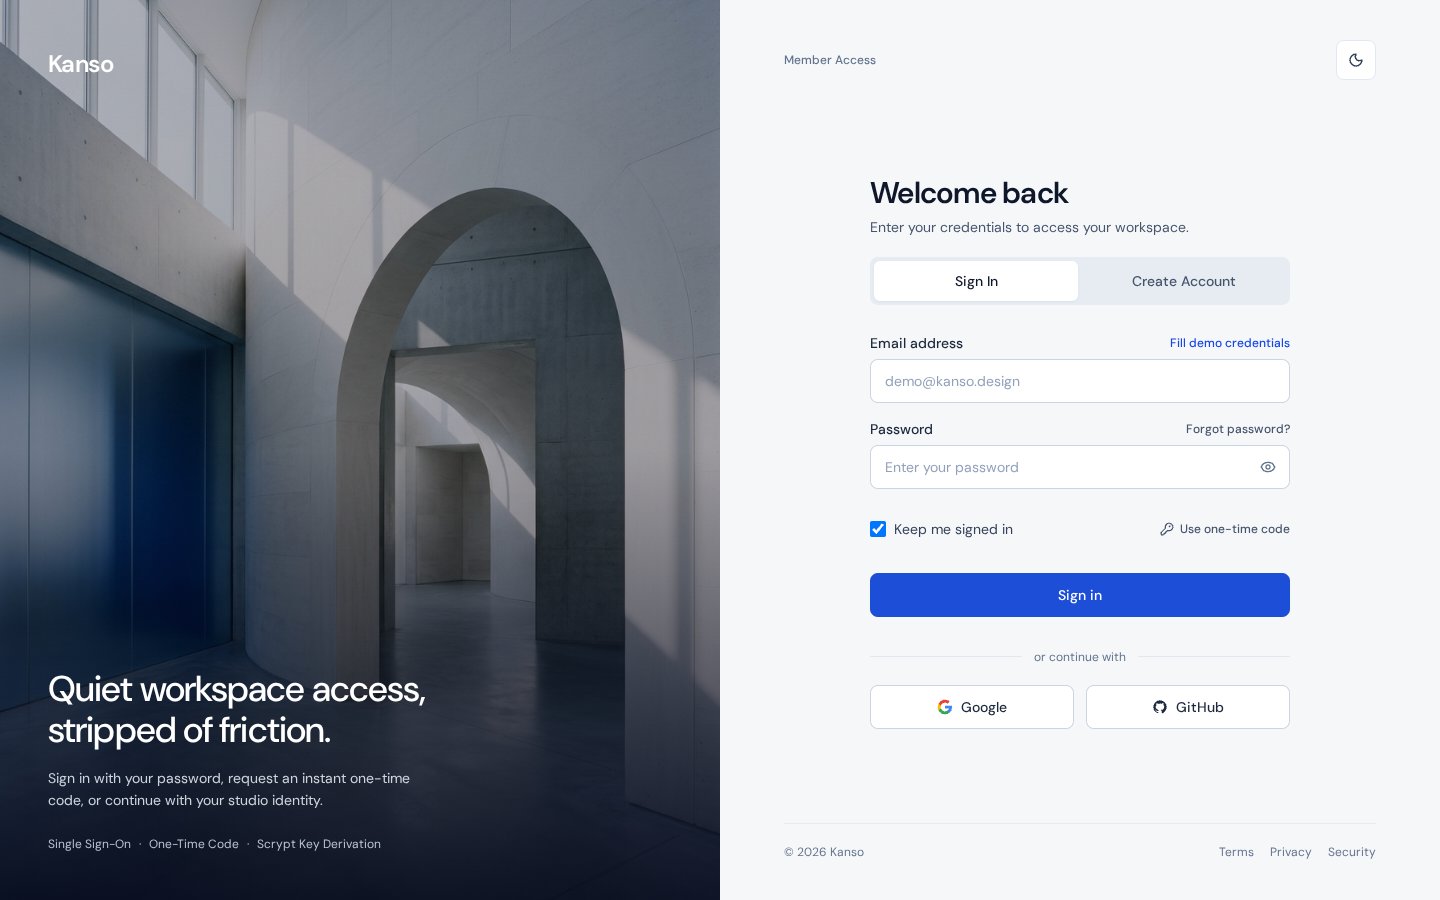 Kanso
Quiet workspace access,
stripped of friction.
Sign in with your password, request an instant one-time
code, or continue with your studio identity.
Single Sign-On · One-Time Code · Scrypt Key Derivation
Member Access
Welcome back
Enter your credentials to access your workspace.
Sign In Create Account
Email address Fill demo credentials
demo@kanso.design
Password Forgot password?
Enter your password
Keep me signed in Use one-time code
Sign in
or continue with
Google GitHub
© 2026 Kanso Terms Privacy Security